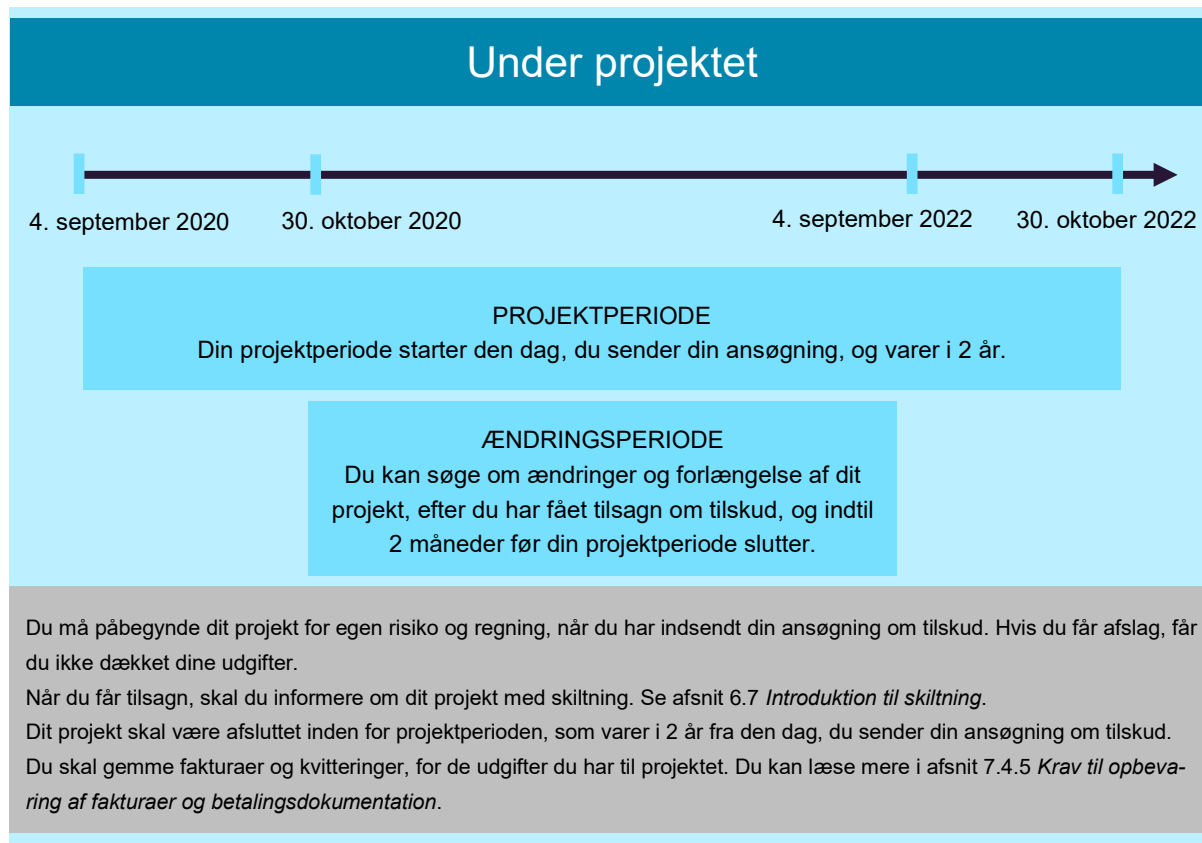 Under projektet
4. september 2020 30. oktober 2020 4. september 2022 30. oktober 2022
PROJEKTPERIODE
Din projektperiode starter den dag, du sender din ansøgning, og varer i 2 år.
ÆNDRINGSPERIODE
Du kan søge om ændringer og forlængelse af dit
projekt, efter du har fået tilsagn om tilskud, og indtil
2 måneder før din projektperiode slutter.
Du må påbegynde dit projekt for egen risiko og regning, når du har indsendt din ansøgning om tilskud. Hvis du får afslag, får
du ikke dækket dine udgifter.
Når du får tilsagn, skal du informere om dit projekt med skiltning. Se afsnit 6.7 Introduktion til skiltning.
Dit projekt skal være afsluttet inden for projektperioden, som varer i 2 år fra den dag, du sender din ansøgning om tilskud.
Du skal gemme fakturaer og kvitteringer, for de udgifter du har til projektet. Du kan læse mere i afsnit 7.4.5 Krav til opbeva-
ring af fakturaer og betalingsdokumentation.